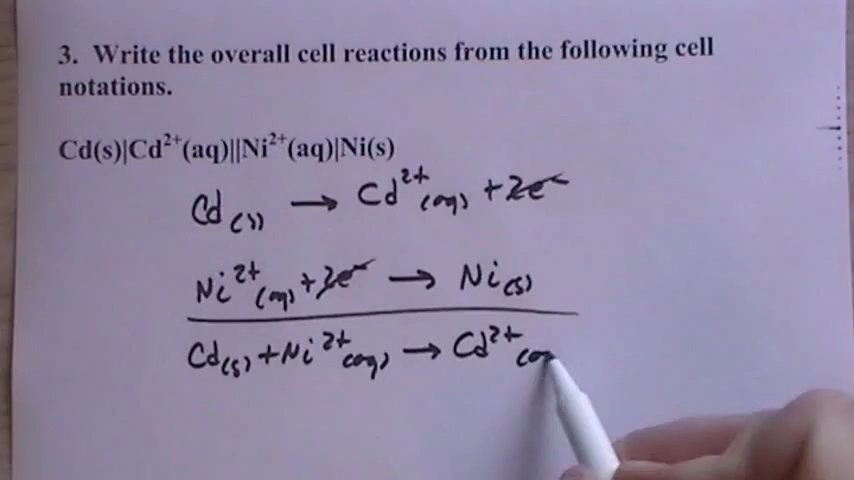 3. Write the overall cell reactions from the following cell
notations.
Cd(s)|Cd²⁺(aq)||Ni²⁺(aq)|Ni(s)
Cd(s) → Cd²⁺(aq) + 2e⁻
Ni²⁺(aq) + 2e⁻ → Ni(s)
Cd(s) + Ni²⁺(aq) → Cd²⁺(aq